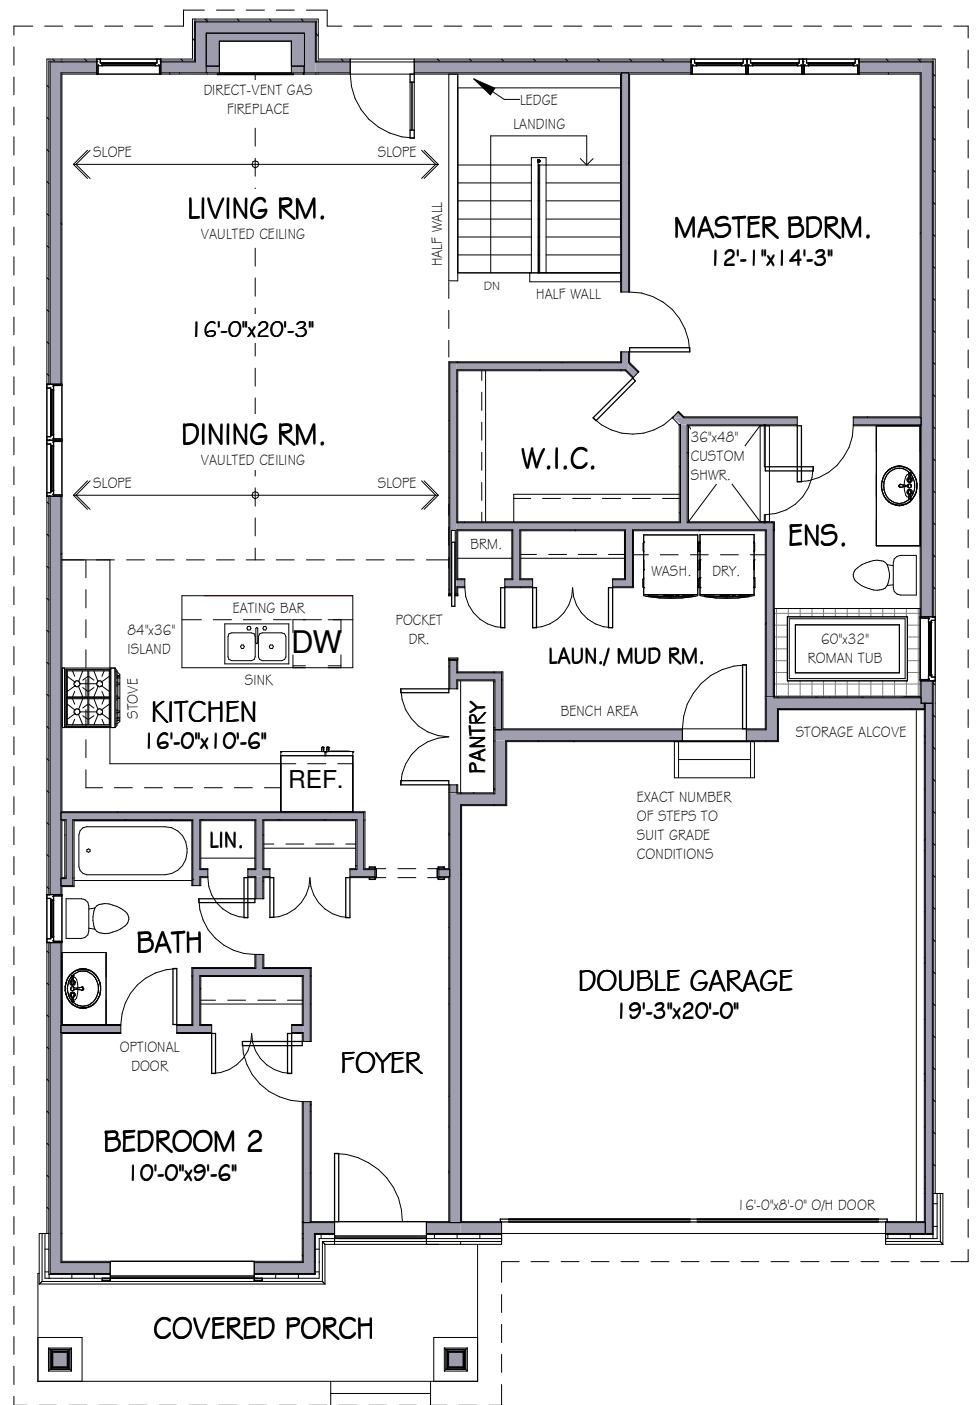 DIRECT-VENT GAS
FIREPLACE
LEDGE
LANDING
SLOPE
SLOPE
LIVING RM.
VAULTED CEILING
HALF WALL
MASTER BDRM.
12'-1"x14'-3"
DN
HALF WALL
16'-0"x20'-3"
DINING RM.
VAULTED CEILING
36"x48"
CUSTOM
SHWR.
W.I.C.
SLOPE
SLOPE
ENS.
BRM.
WASH.
DRY.
EATING BAR
84"x36"
ISLAND
DW
SINK
POCKET
DR.
60"x32"
ROMAN TUB
LAUN./ MUD RM.
STOVE
KITCHEN
16'-0"x10'-6"
PANTRY
BENCH AREA
STORAGE ALCOVE
REF.
EXACT NUMBER
OF STEPS TO
SUIT GRADE
CONDITIONS
LIN.
BATH
DOUBLE GARAGE
19'-3"x20'-0"
OPTIONAL
DOOR
FOYER
BEDROOM 2
10'-0"x9'-6"
16'-0"x8'-0" O/H DOOR
COVERED PORCH